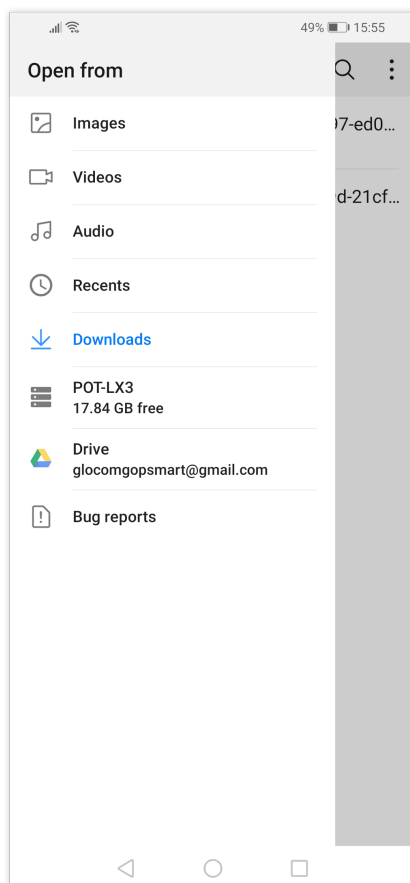 49% 15:55
Open from
Images
97-ed0...
Videos
d-21cf...
Audio
Recents
Downloads
POT-LX3
17.84 GB free
Drive
glocomgopsmart@gmail.com
Bug reports